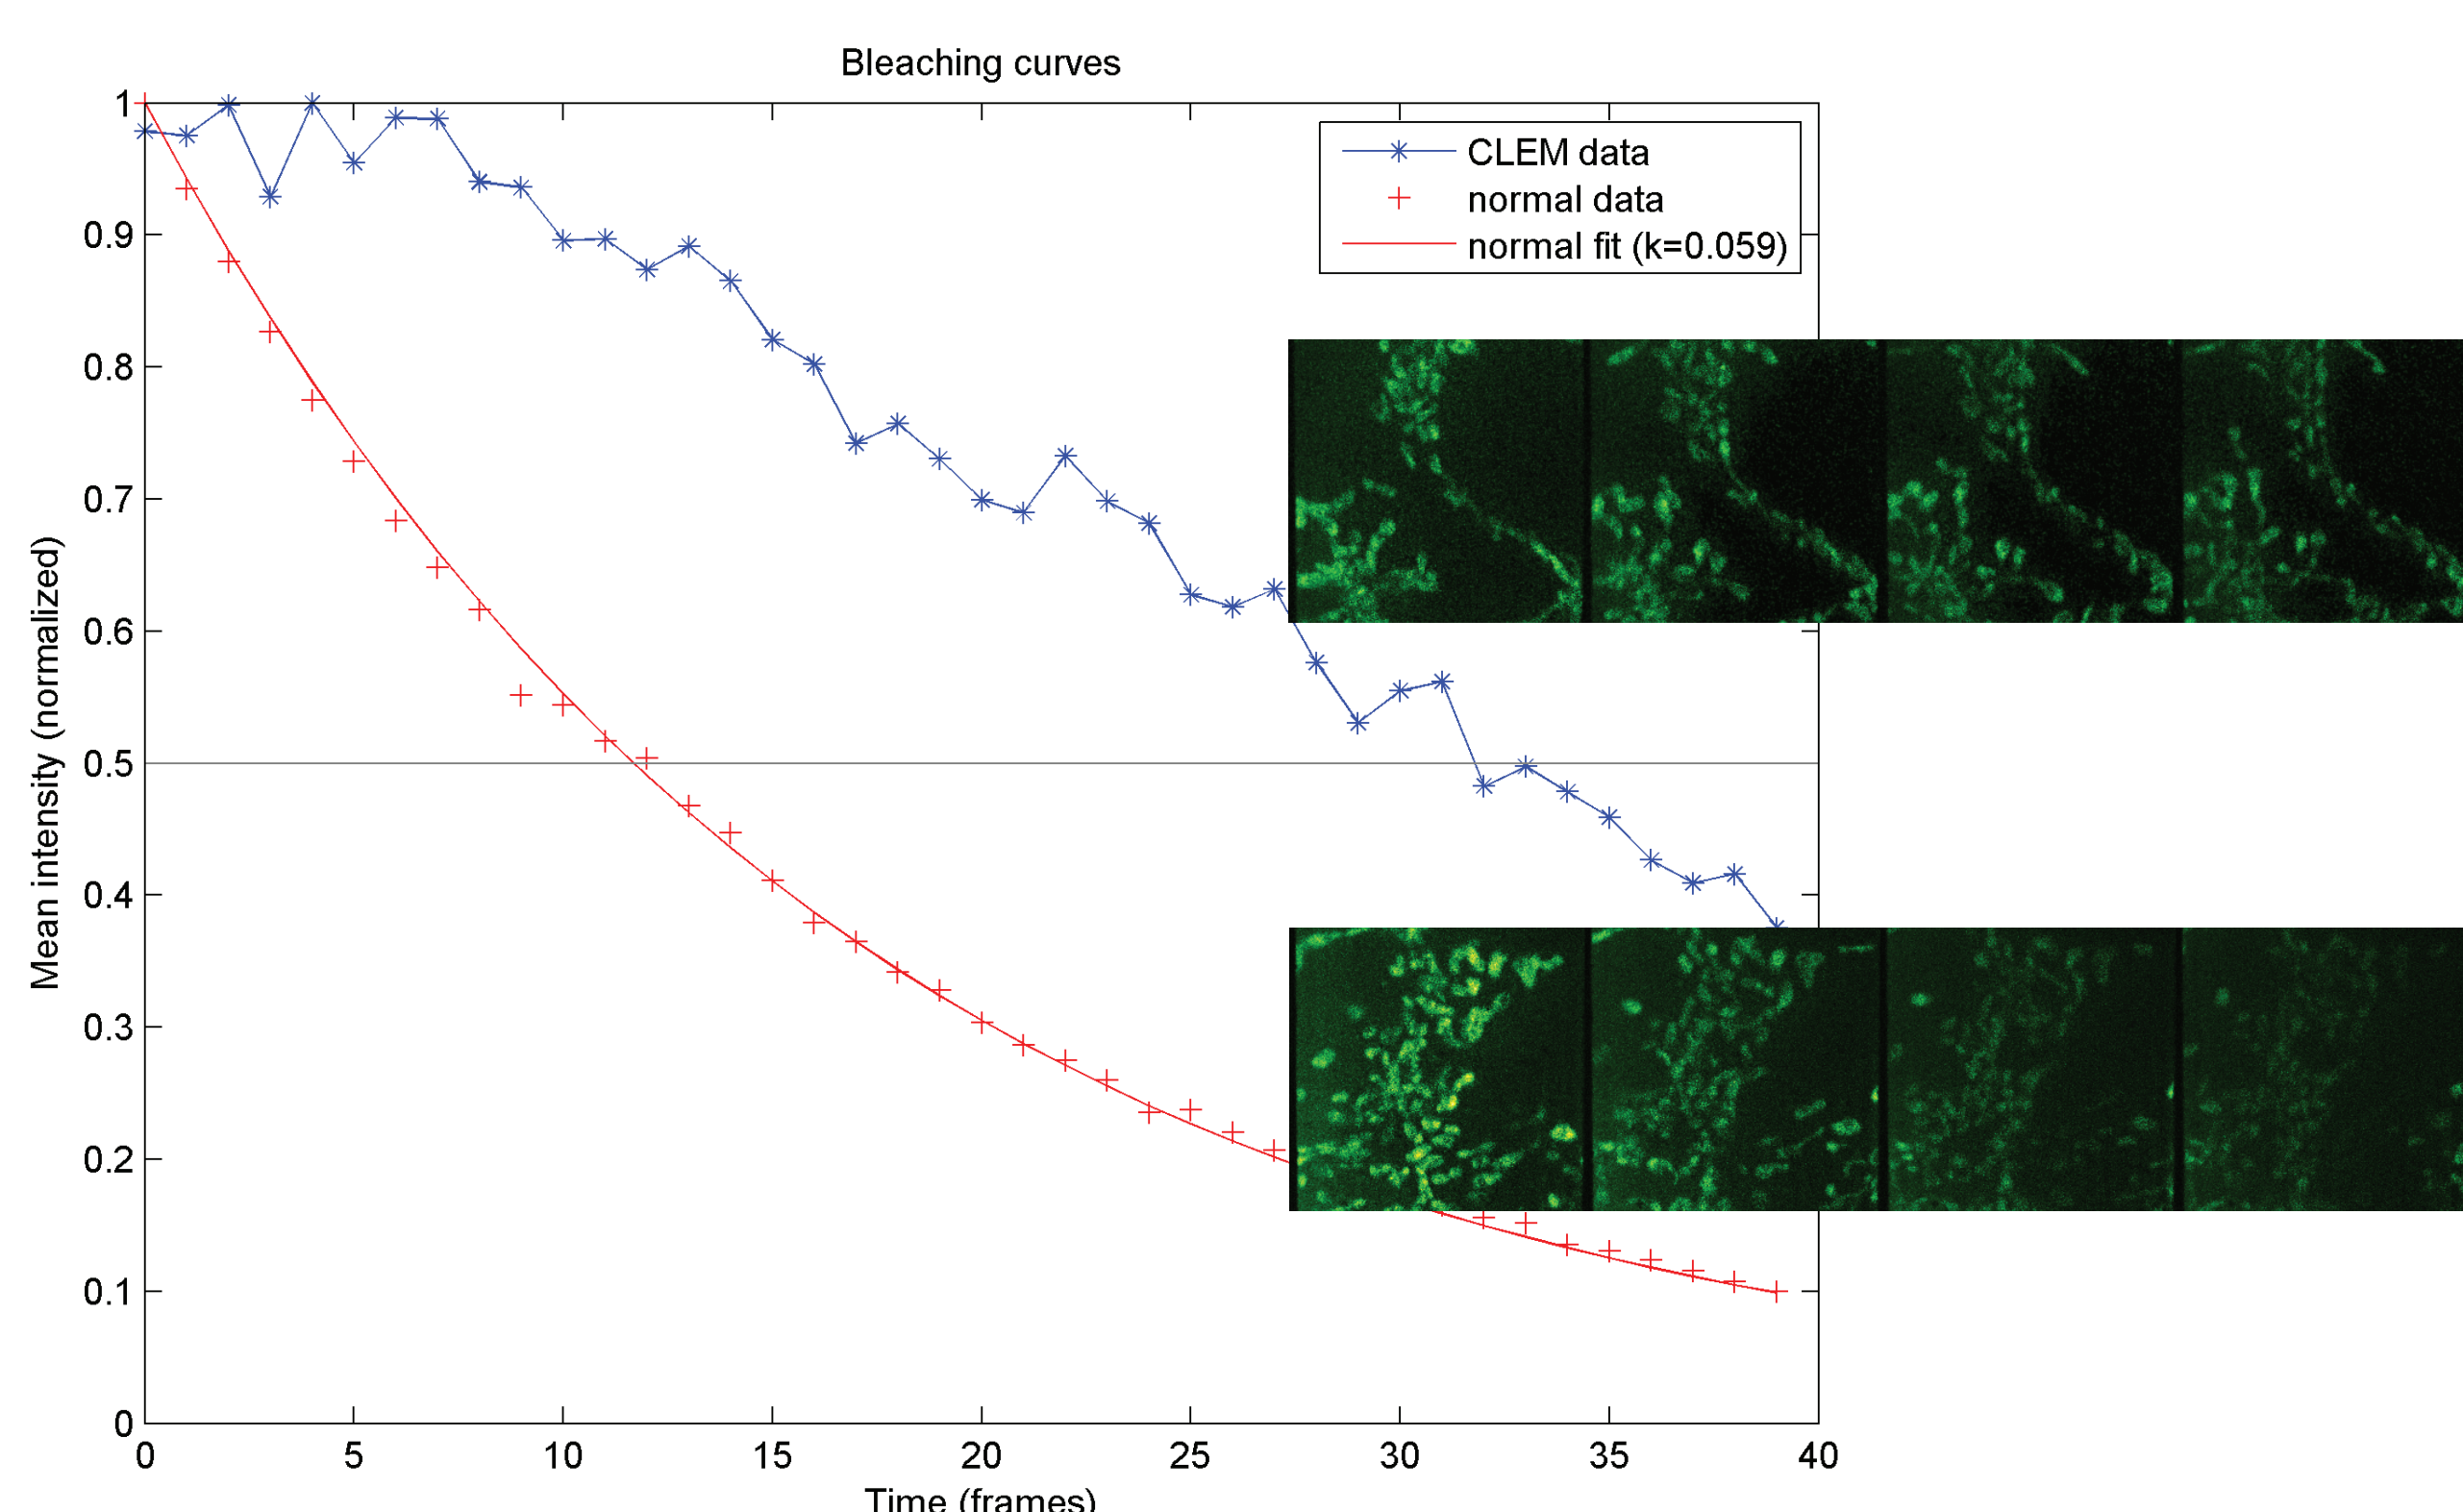 Bleaching curves
CLEM data
normal data
normal fit (k=0.059)
Mean intensity (normalized)
1
0.9
0.8
0.7
0.6
0.5
0.4
0.3
0.2
0.1
0
0 5 10 15 20 25 30 35 40
Time (frames)